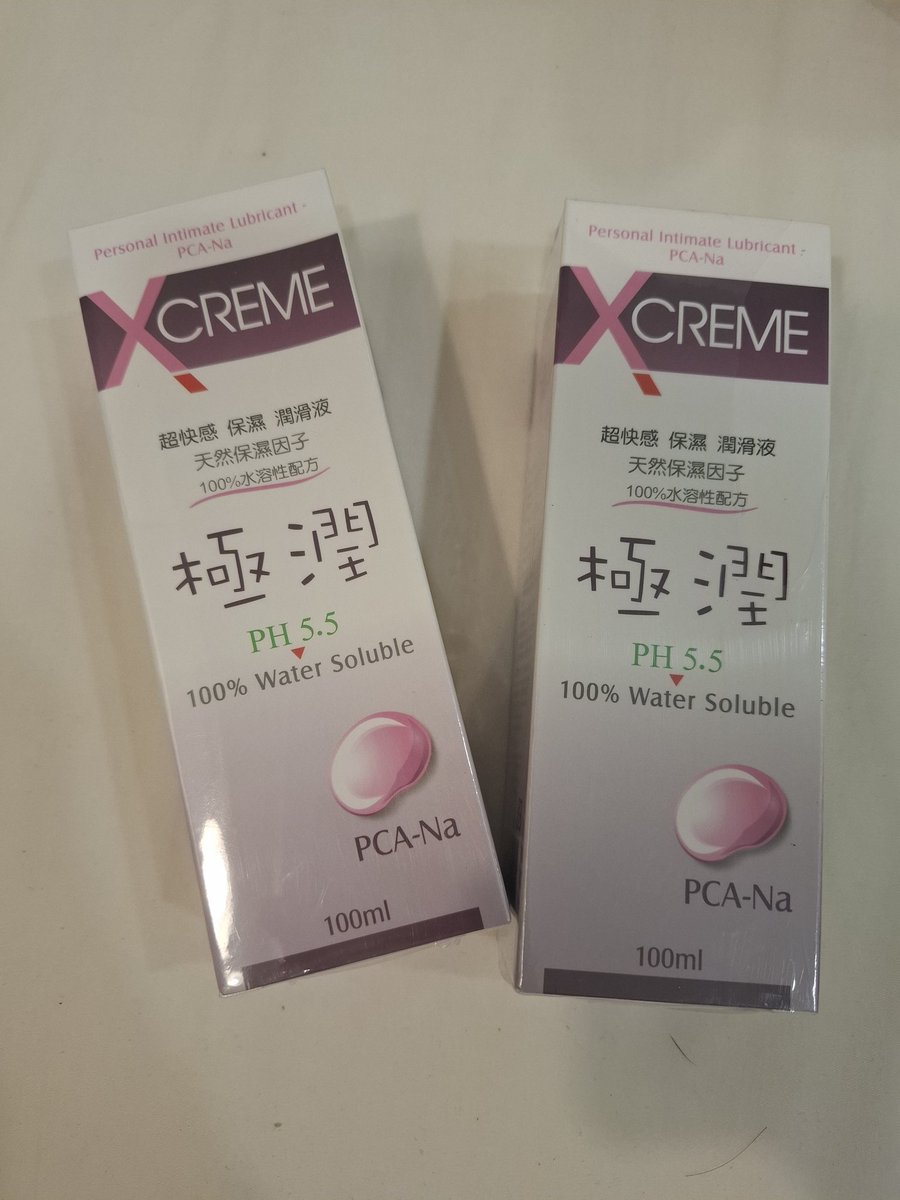 Personal Intimate Lubricant -
PCA-Na
XCREME
超快感 保濕 潤滑液
天然保濕因子
100%水溶性配方
極潤
PH 5.5
100% Water Soluble
PCA-Na
100ml
Personal Intimate Lubricant -
PCA-Na
XCREME
超快感 保濕 潤滑液
天然保濕因子
100%水溶性配方
極潤
PH 5.5
100% Water Soluble
PCA-Na
100ml